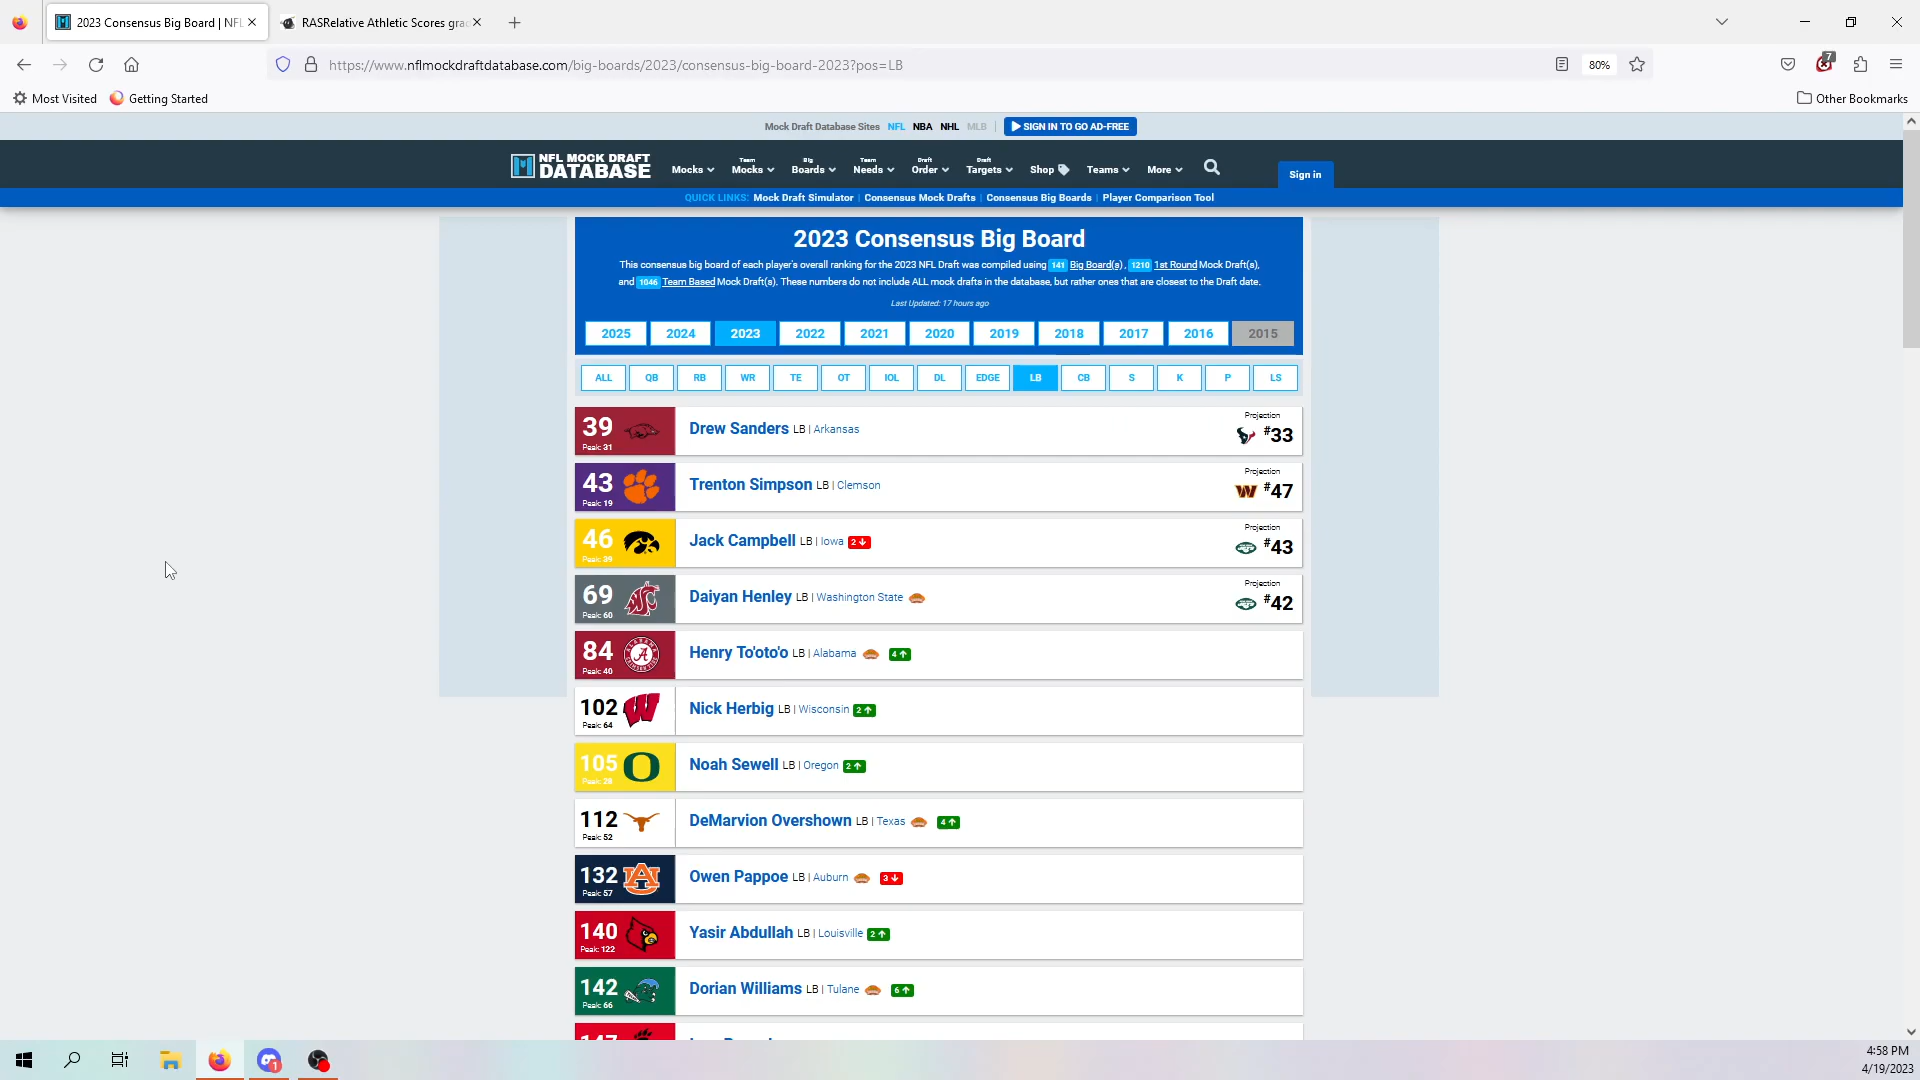 2023 Consensus Big Board | NFL
RASRelative Athletic Scores grad
https://www.nflmockdraftdatabase.com/big-boards/2023/consensus-big-board-2023?pos=LB
80%
7
Most Visited
Getting Started
Other Bookmarks
Mock Draft Database Sites NFL NBA NHL MLB | SIGN IN TO GO AD-FREE
NFL MOCK DRAFT
DATABASE
Mocks
Team
Mocks
Big
Boards
Team
Needs
Draft
Order
Draft
Targets
Shop
Teams
More
Sign in
QUICK LINKS: Mock Draft Simulator | Consensus Mock Drafts | Consensus Big Boards | Player Comparison Tool
2023 Consensus Big Board
This consensus big board of each player's overall ranking for the 2023 NFL Draft was compiled using 141 Big Board(s), 1210 1st Round Mock Draft(s),
and 1046 Team Based Mock Draft(s). These numbers do not include ALL mock drafts in the database, but rather ones that are closest to the Draft date.
Last Updated: 17 hours ago
2025 2024 2023 2022 2021 2020 2019 2018 2017 2016 2015
ALL QB RB WR TE OT IOL DL EDGE LB CB S K P LS
39
Peak: 31
Drew Sanders LB | Arkansas
Projection
#33
43
Peak: 19
Trenton Simpson LB | Clemson
Projection
#47
46
Peak: 39
Jack Campbell LB | Iowa 2
Projection
#43
69
Peak: 60
Daiyan Henley LB | Washington State
Projection
#42
84
Peak: 40
Henry To'oto'o LB | Alabama 4
102
Peak: 64
Nick Herbig LB | Wisconsin 2
105
Peak: 28
Noah Sewell LB | Oregon 2
112
Peak: 52
DeMarvion Overshown LB | Texas 4
132
Peak: 57
Owen Pappoe LB | Auburn 3
140
Peak: 122
Yasir Abdullah LB | Louisville 2
142
Peak: 66
Dorian Williams LB | Tulane 6
1
4:58 PM
4/19/2023